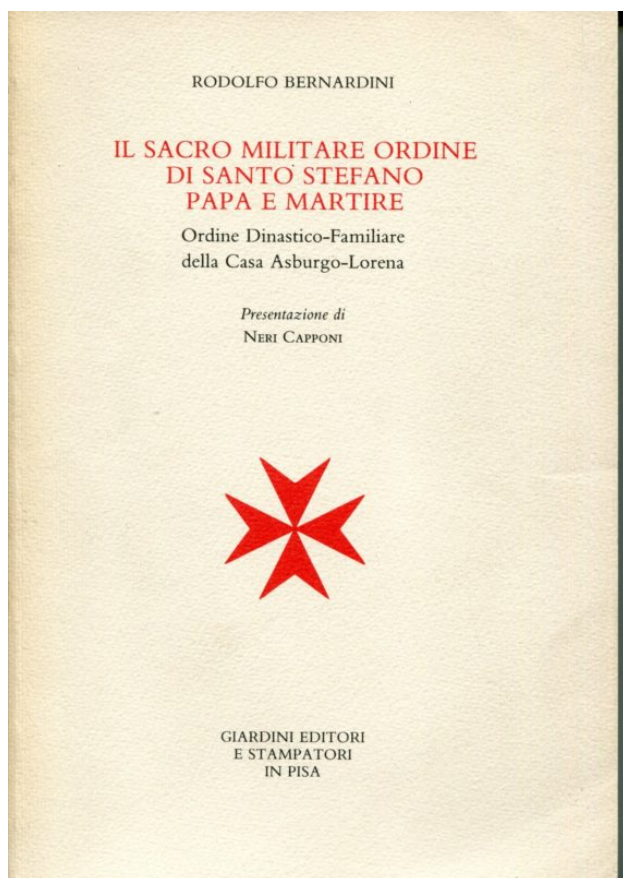 RODOLFO BERNARDINI
IL SACRO MILITARE ORDINE
DI SANTO STEFANO
PAPA E MARTIRE
Ordine Dinastico-Familiare
della Casa Asburgo-Lorena
Presentazione di
NERI CAPPONI
GIARDINI EDITORI
E STAMPATORI
IN PISA